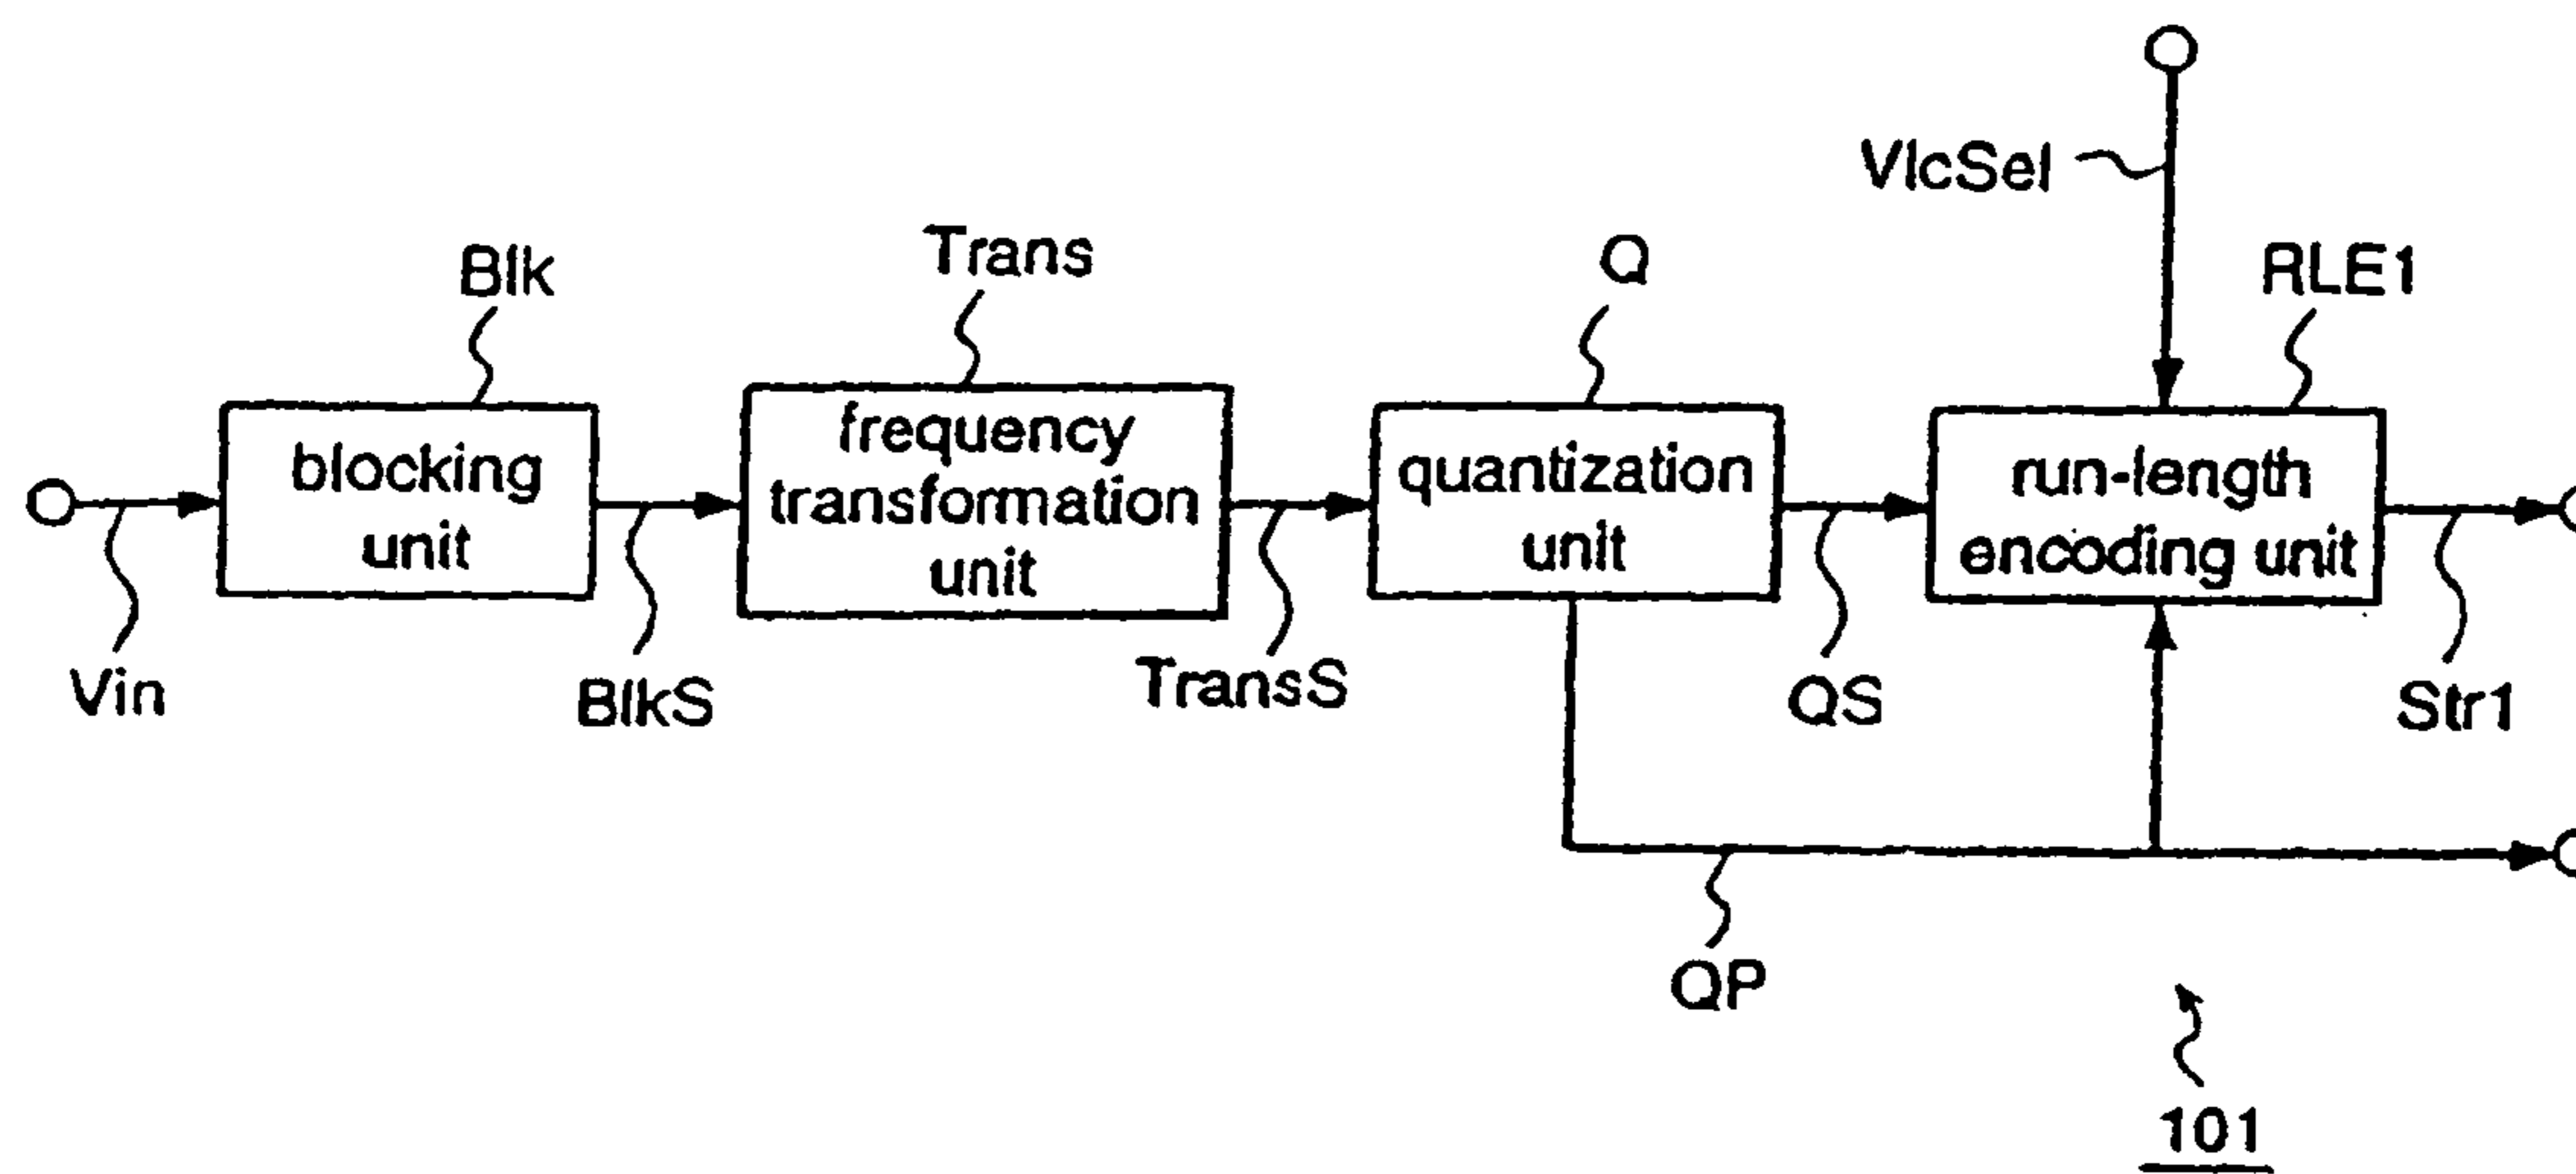 VlcSel
Blk
Trans
Q
RLE1
blocking
unit
frequency
transformation
unit
quantization
unit
run-length
encoding unit
Vin
BlkS
TransS
QS
Str1
QP
101